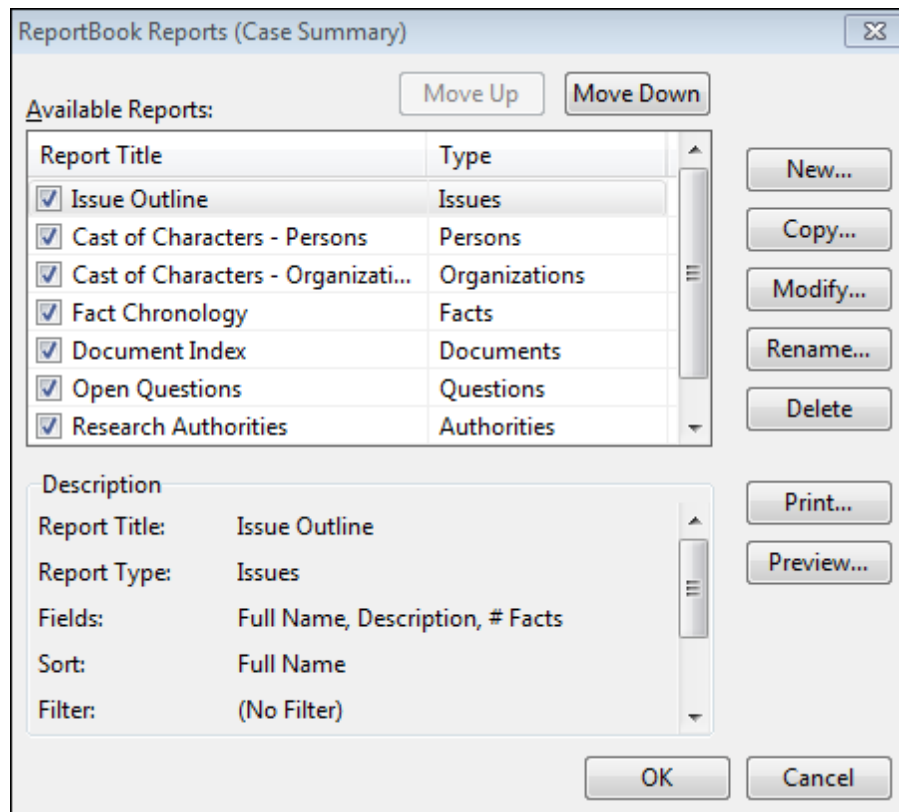 ReportBook Reports (Case Summary)
Move Up Move Down
Available Reports:
Report Title Type
Issue Outline Issues
Cast of Characters - Persons Persons
Cast of Characters - Organizati... Organizations
Fact Chronology Facts
Document Index Documents
Open Questions Questions
Research Authorities Authorities
New...
Copy...
Modify...
Rename...
Delete
Description
Report Title: Issue Outline
Report Type: Issues
Fields: Full Name, Description, # Facts
Sort: Full Name
Filter: (No Filter)
Print...
Preview...
OK Cancel